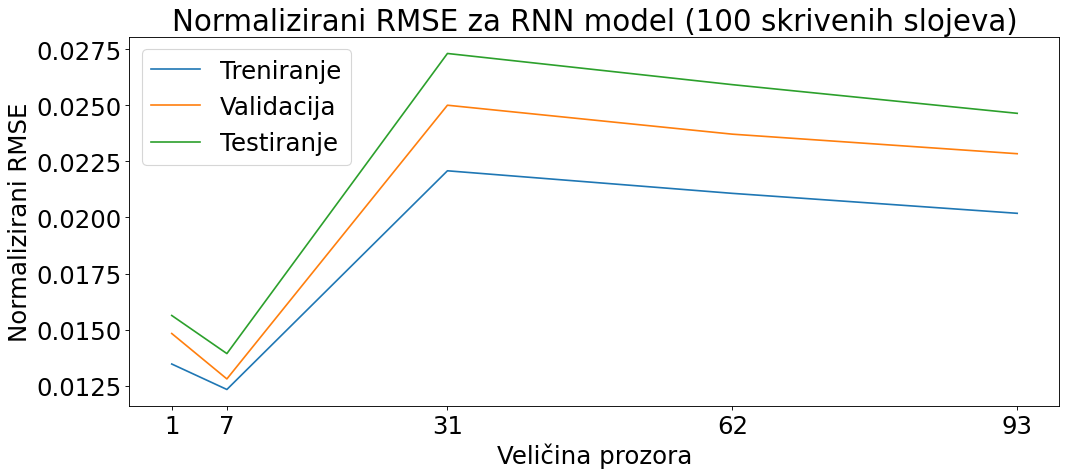 Normalizirani RMSE za RNN model (100 skrivenih slojeva)
Normalizirani RMSE
0.0275
0.0250
0.0225
0.0200
0.0175
0.0150
0.0125
Treniranje
Validacija
Testiranje
1 7 31 62 93
Veličina prozora